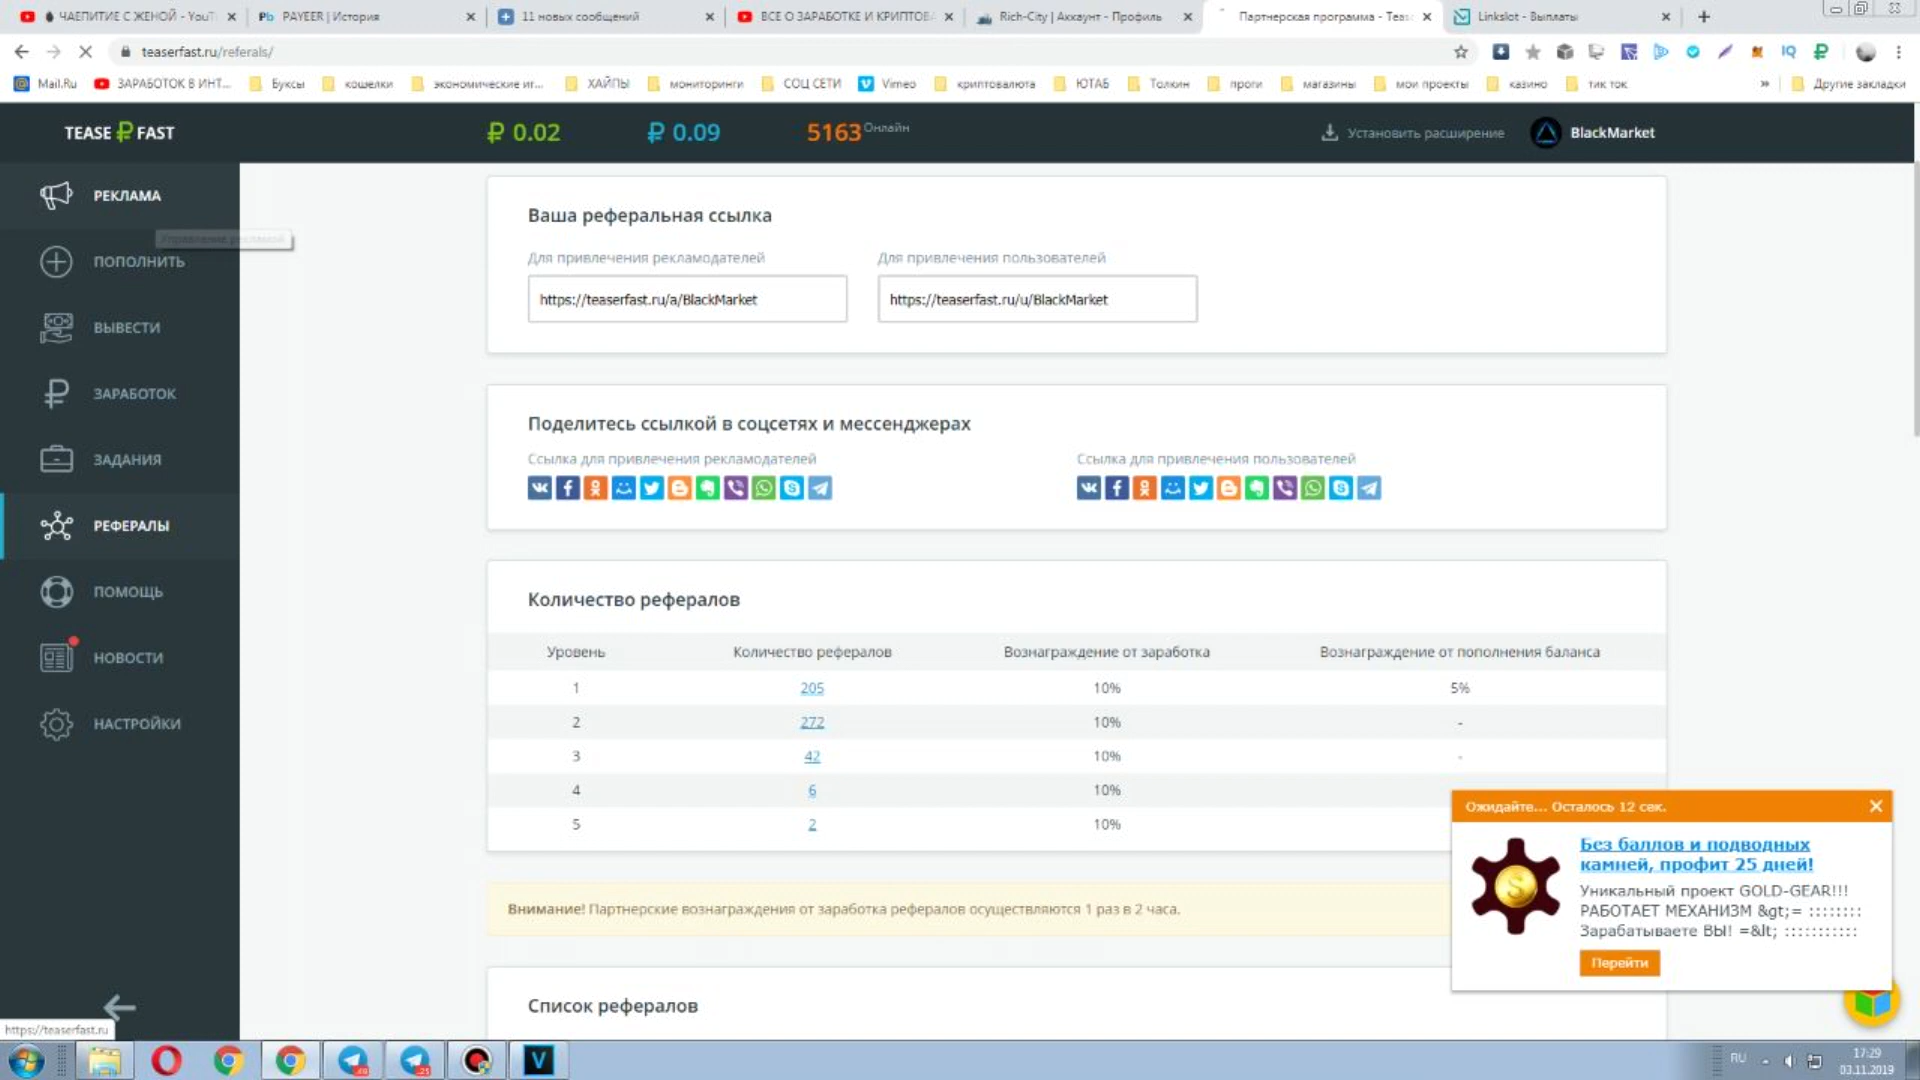 ЧАЕПИТИЕ С ЖЕНОЙ - YouT
PAYEER | История
11 новых сообщений
ВСЕ О ЗАРАБОТКЕ И КРИПТОВ
Rich-City | Аккаунт - Профиль
Партнерская программа - Teas
Linkslot - Выплаты
teaserfast.ru/referals/
Mail.Ru
ЗАРАБОТОК В ИНТ...
Буксы
кошелки
экономические иг...
ХАЙПЫ
мониторинги
СОЦ СЕТИ
Vimeo
криптовалюта
ЮТАБ
Толкин
проги
магазины
мои проекты
казино
тик ток
»
Другие закладки
TEASE ₽ FAST
₽ 0.02
₽ 0.09
5163 Онлайн
Установить расширение
BlackMarket
РЕКЛАМА
Управление рекламой
ПОПОЛНИТЬ
ВЫВЕСТИ
ЗАРАБОТОК
ЗАДАНИЯ
РЕФЕРАЛЫ
ПОМОЩЬ
НОВОСТИ
НАСТРОЙКИ
Ваша реферальная ссылка
Для привлечения рекламодателей
Для привлечения пользователей
https://teaserfast.ru/a/BlackMarket
https://teaserfast.ru/u/BlackMarket
Поделитесь ссылкой в соцсетях и мессенджерах
Ссылка для привлечения рекламодателей
Ссылка для привлечения пользователей
Количество рефералов
Уровень Количество рефералов Вознаграждение от заработка Вознаграждение от пополнения баланса
1 205 10% 5%
2 272 10% -
3 42 10% -
4 6 10%
5 2 10%
Внимание! Партнерские вознаграждения от заработка рефералов осуществляются 1 раз в 2 часа.
Список рефералов
Ожидайте... Осталось 12 сек.
Без баллов и подводных
камней, профит 25 дней!
Уникальный проект GOLD-GEAR!!!
РАБОТАЕТ МЕХАНИЗМ &gt;= ::::::::
Зарабатываете ВЫ! =&lt; :::::::::::
Перейти
https://teaserfast.ru
RU
17:29
03.11.2019